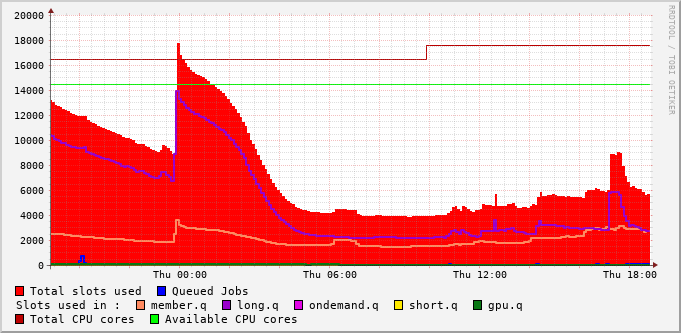 20000
18000
16000
14000
12000
10000
8000
6000
4000
2000
0
Thu 00:00 Thu 06:00 Thu 12:00 Thu 18:00
RRDTOOL / TOBI OETIKER
Total slots used Queued Jobs
Slots used in : member.q long.q ondemand.q short.q gpu.q
Total CPU cores Available CPU cores